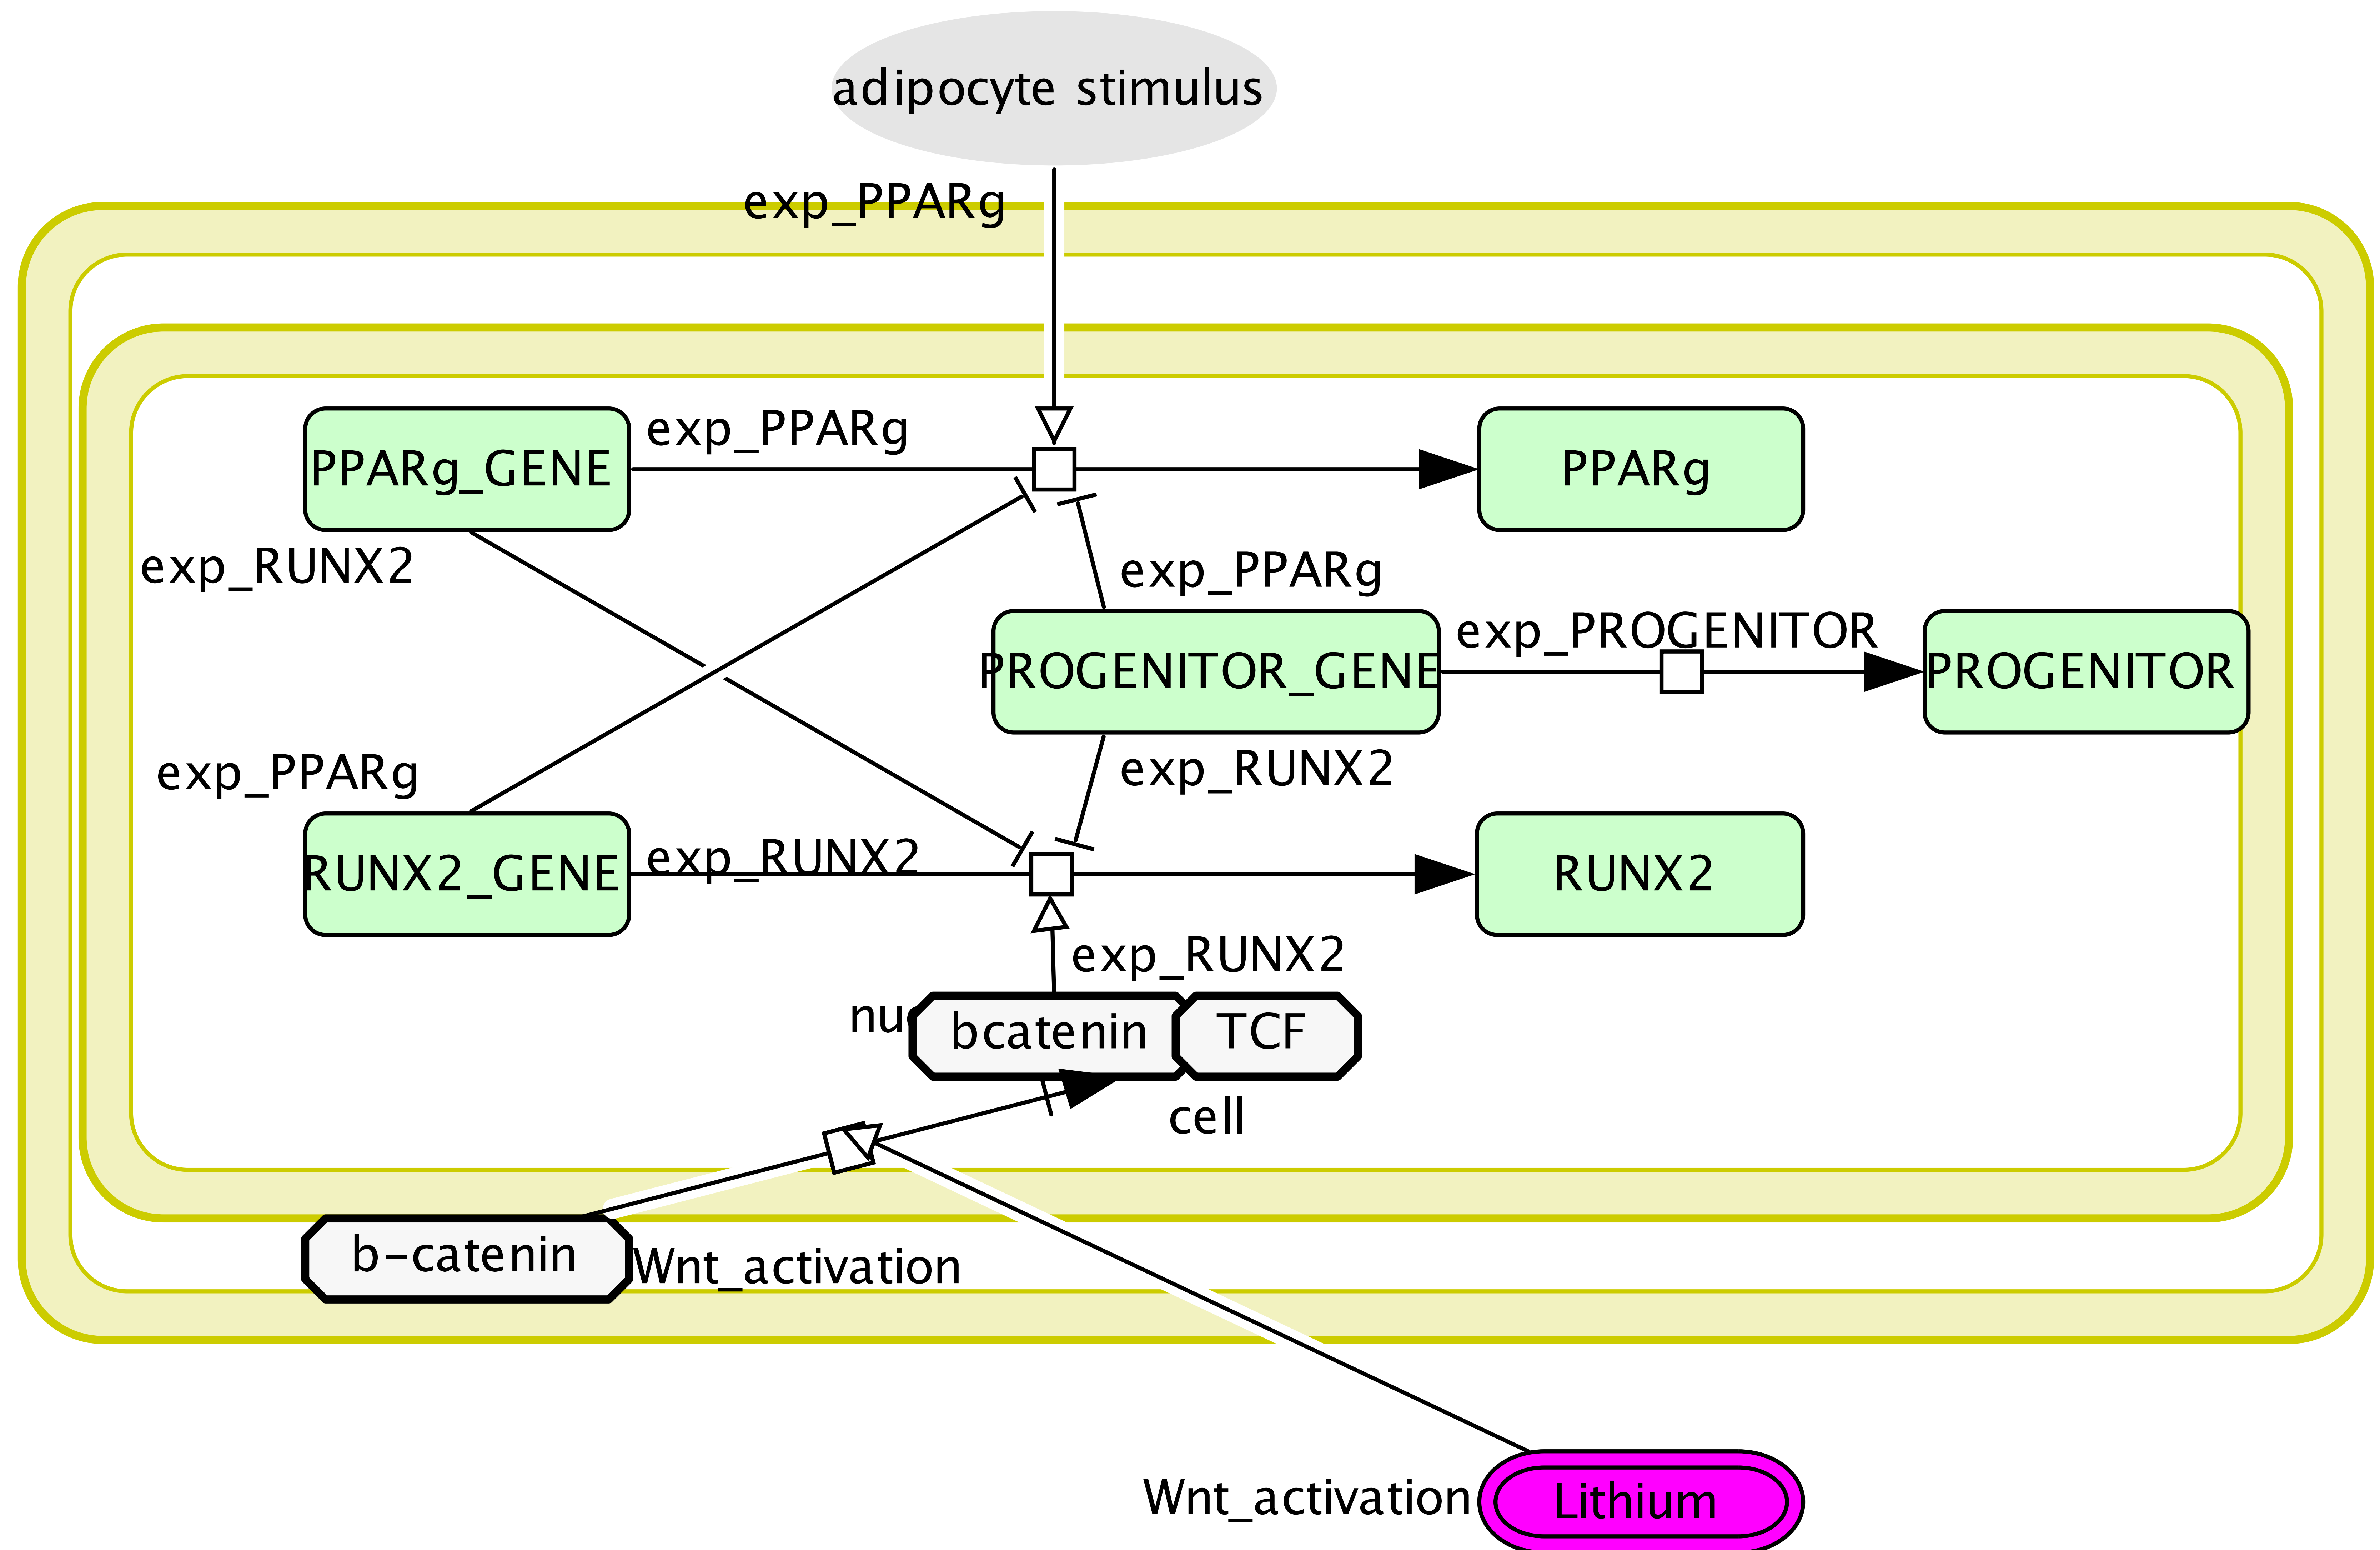 adipocyte stimulus
exp_PPARg
PPARg_GENE
exp_PPARg
PPARg
exp_RUNX2
exp_PPARg
PROGENITOR_GENE
exp_PROGENITOR
PROGENITOR
exp_PPARg
exp_RUNX2
RUNX2_GENE
exp_RUNX2
RUNX2
exp_RUNX2
bcatenin
TCF
cell
b-catenin
Wnt_activation
Wnt_activation
Lithium